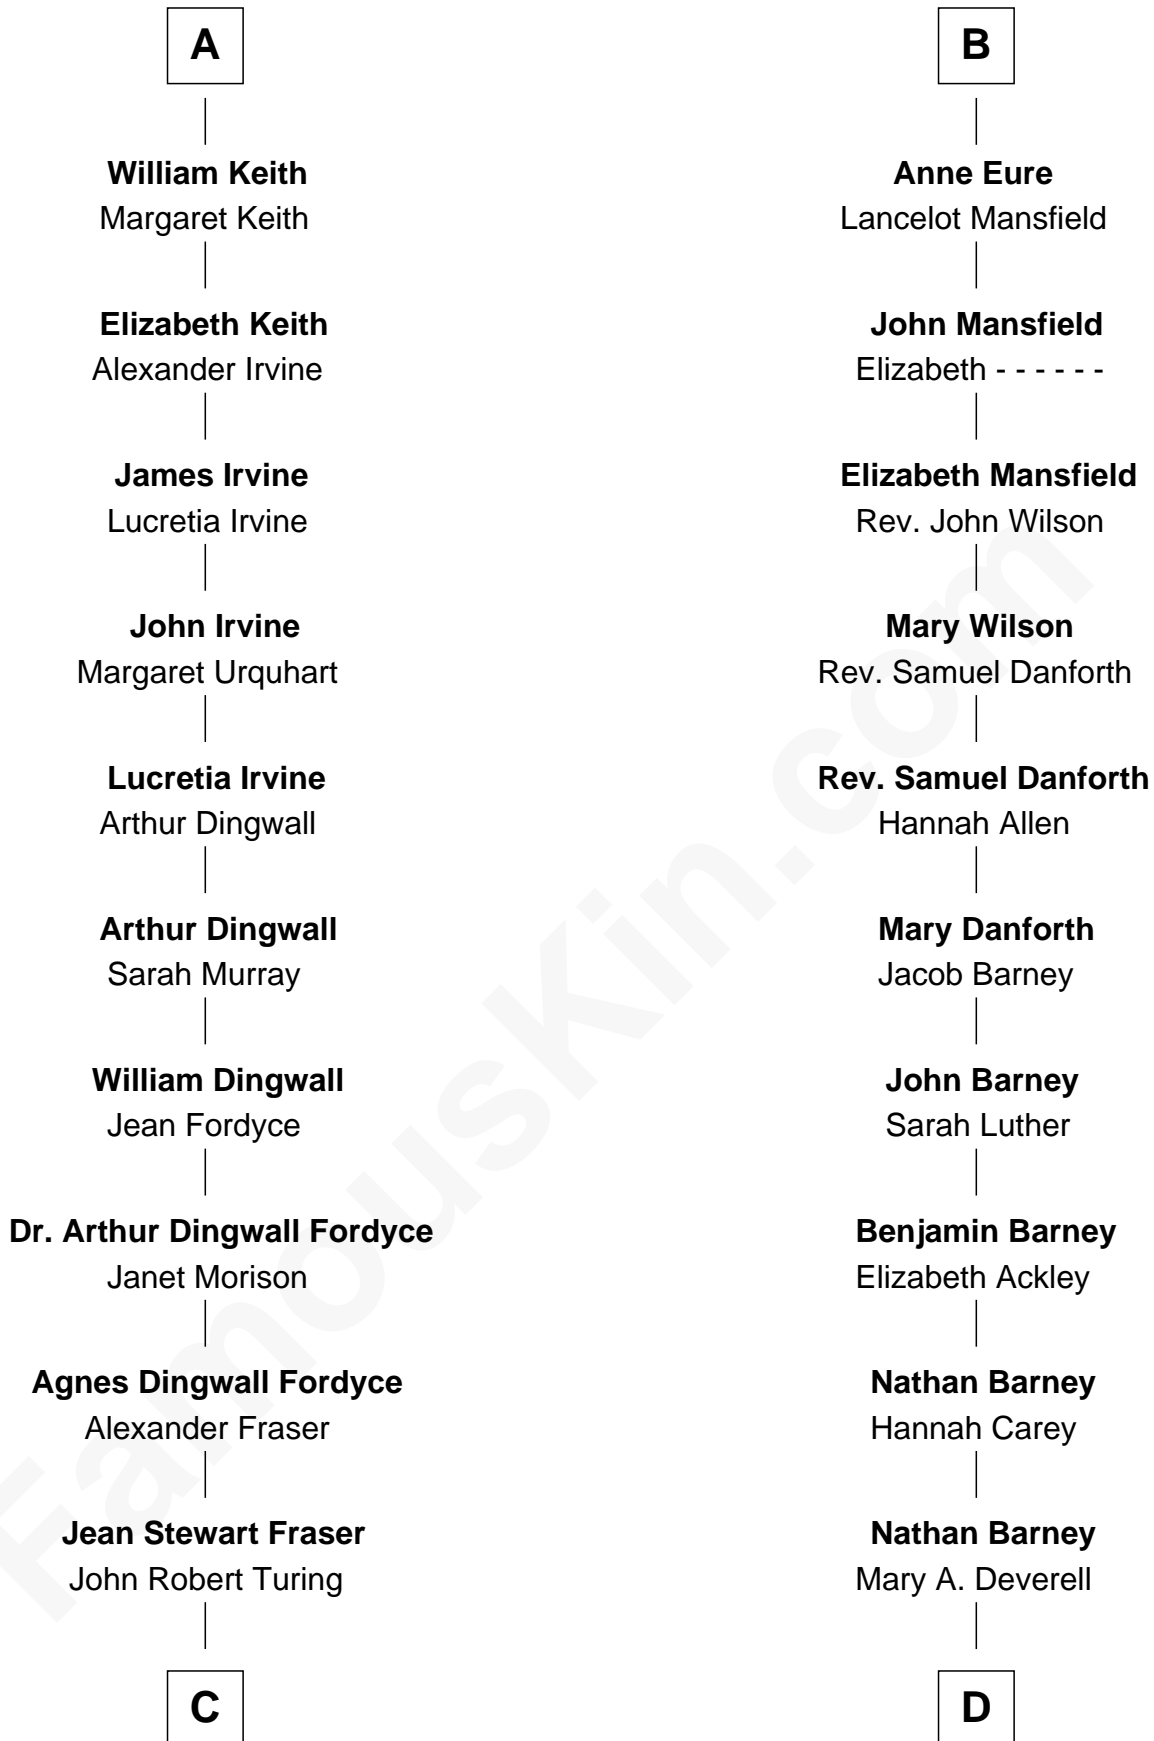 A
William Keith
Margaret Keith
Elizabeth Keith
Alexander Irvine
James Irvine
Lucretia Irvine
John Irvine
Margaret Urquhart
Lucretia Irvine
Arthur Dingwall
Arthur Dingwall
Sarah Murray
William Dingwall
Jean Fordyce
Dr. Arthur Dingwall Fordyce
Janet Morison
Agnes Dingwall Fordyce
Alexander Fraser
Jean Stewart Fraser
John Robert Turing
C
B
Anne Eure
Lancelot Mansfield
John Mansfield
Elizabeth - - - - - -
Elizabeth Mansfield
Rev. John Wilson
Mary Wilson
Rev. Samuel Danforth
Rev. Samuel Danforth
Hannah Allen
Mary Danforth
Jacob Barney
John Barney
Sarah Luther
Benjamin Barney
Elizabeth Ackley
Nathan Barney
Hannah Carey
Nathan Barney
Mary A. Deverell
D
FamousKin.com